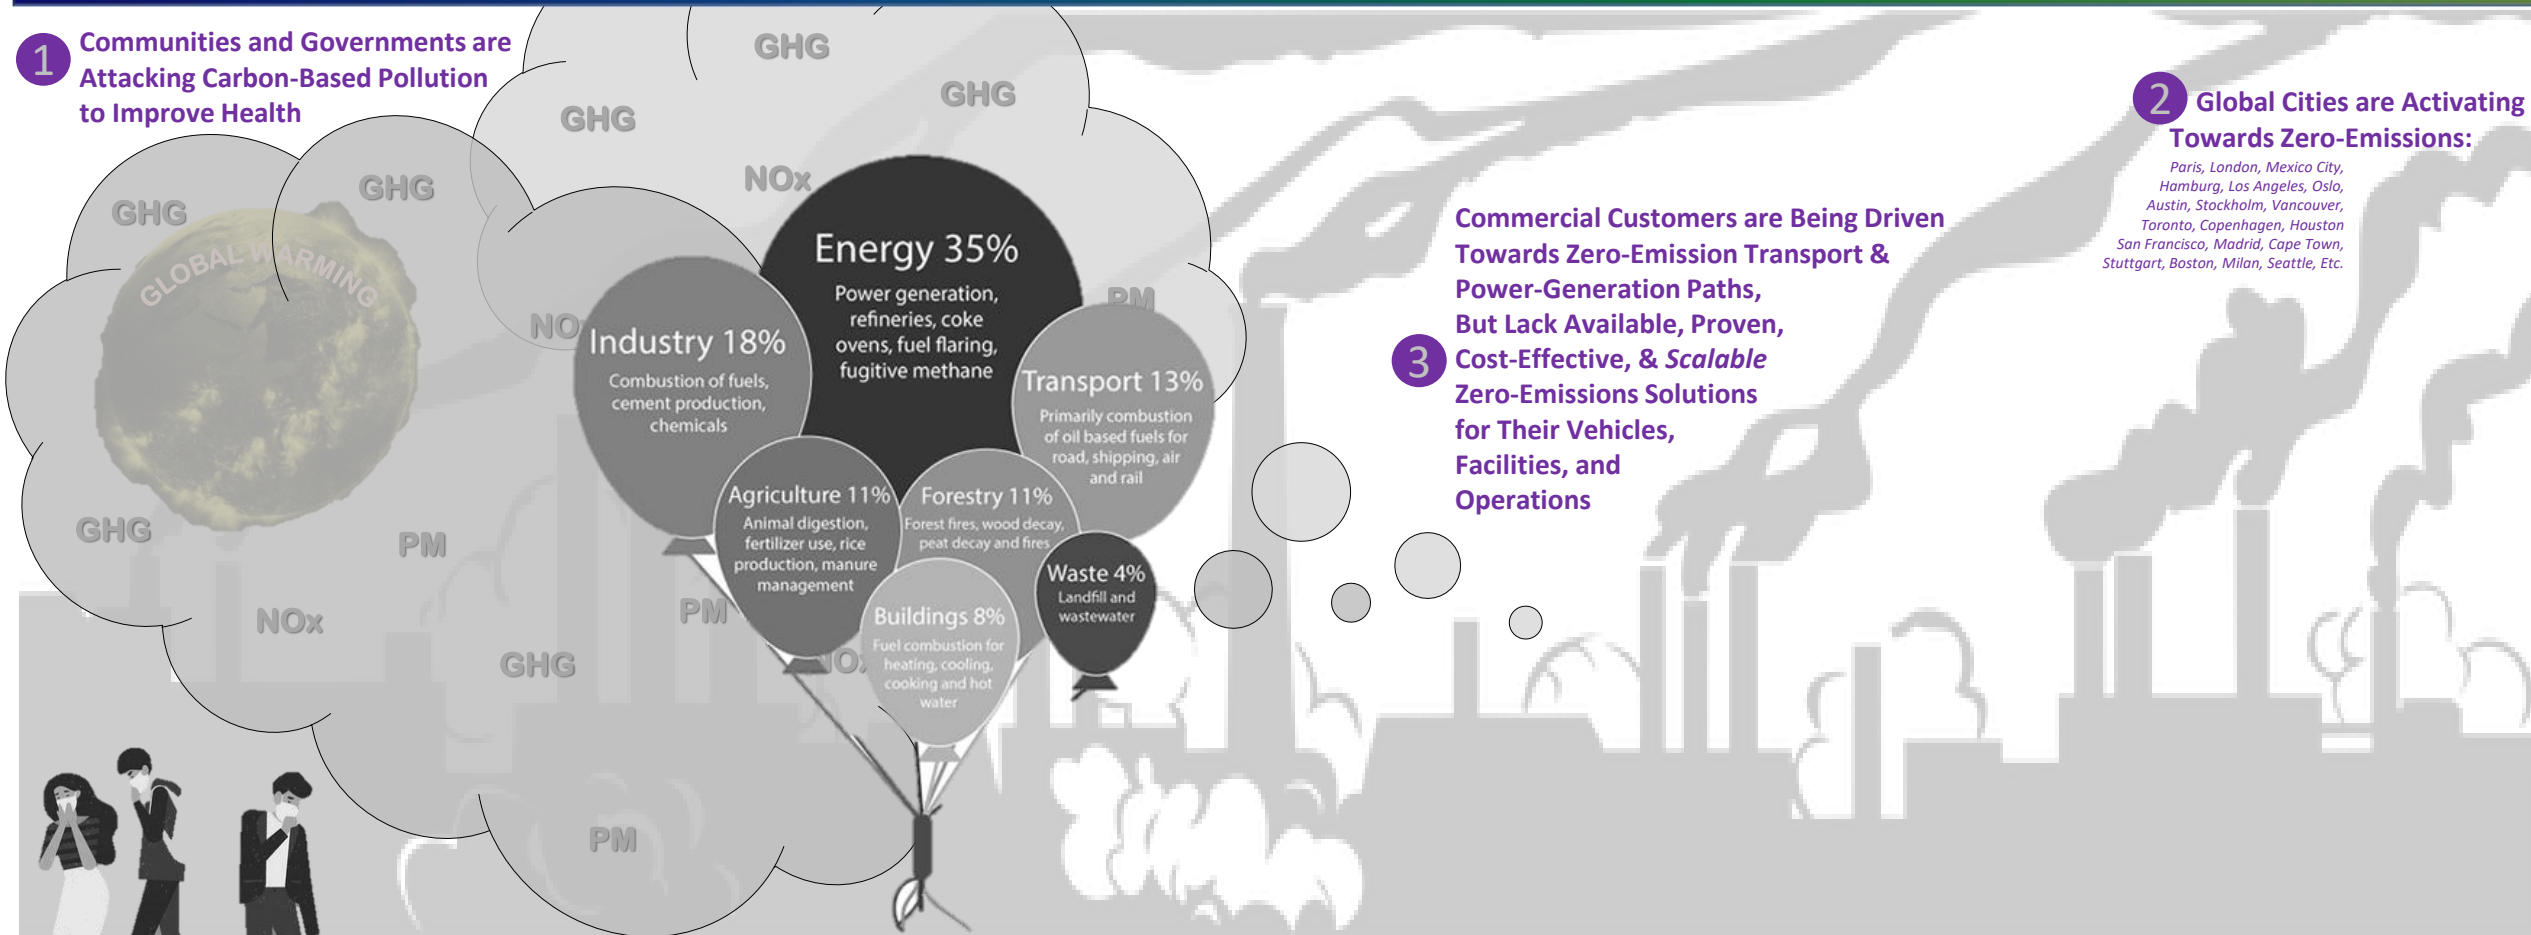 1
Communities and Governments are
Attacking Carbon-Based Pollution
to Improve Health
GHG
GHG
GHG
GHG
GHG
GLOBAL WARMING
NOx
NO
PM
GHG
PM
NOx
GHG
PM
NOx
PM
Energy 35%
Power generation,
refineries, coke
ovens, fuel flaring,
fugitive methane
Industry 18%
Combustion of fuels,
cement production,
chemicals
Transport 13%
Primarily combustion
of oil based fuels for
road, shipping, air
and rail
Agriculture 11%
Animal digestion,
fertilizer use, rice
production, manure
management
Forestry 11%
Forest fires, wood decay,
peat decay and fires
Buildings 8%
Fuel combustion for
heating, cooling,
cooking and hot
water
Waste 4%
Landfill and
wastewater
2
Global Cities are Activating
Towards Zero-Emissions:
Paris, London, Mexico City,
Hamburg, Los Angeles, Oslo,
Austin, Stockholm, Vancouver,
Toronto, Copenhagen, Houston
San Francisco, Madrid, Cape Town,
Stuttgart, Boston, Milan, Seattle, Etc.
3
Commercial Customers are Being Driven
Towards Zero-Emission Transport &
Power-Generation Paths,
But Lack Available, Proven,
Cost-Effective, & Scalable
Zero-Emissions Solutions
for Their Vehicles,
Facilities, and
Operations